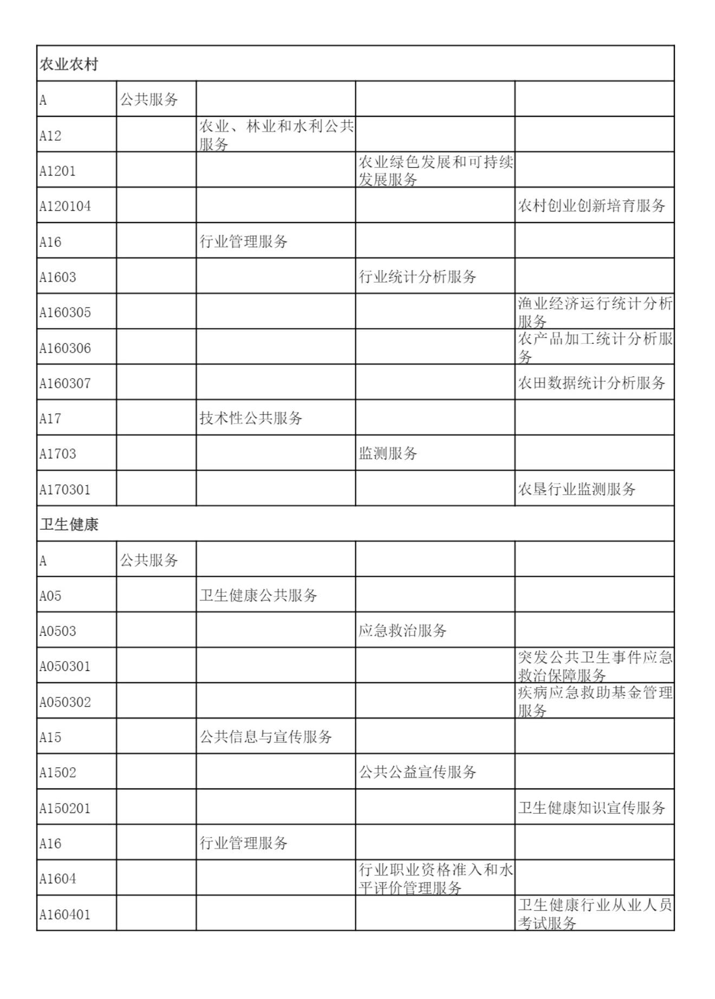 农业农村
A 公共服务
A12 农业、林业和水利公共
服务
A1201 农业绿色发展和可持续
发展服务
A120104 农村创业创新培育服务
A16 行业管理服务
A1603 行业统计分析服务
A160305 渔业经济运行统计分析
服务
A160306 农产品加工统计分析服
务
A160307 农田数据统计分析服务
A17 技术性公共服务
A1703 监测服务
A170301 农垦行业监测服务
卫生健康
A 公共服务
A05 卫生健康公共服务
A0503 应急救治服务
A050301 突发公共卫生事件应急
救治保障服务
A050302 疾病应急救助基金管理
服务
A15 公共信息与宣传服务
A1502 公共公益宣传服务
A150201 卫生健康知识宣传服务
A16 行业管理服务
A1604 行业职业资格准入和水
平评价管理服务
A160401 卫生健康行业从业人员
考试服务